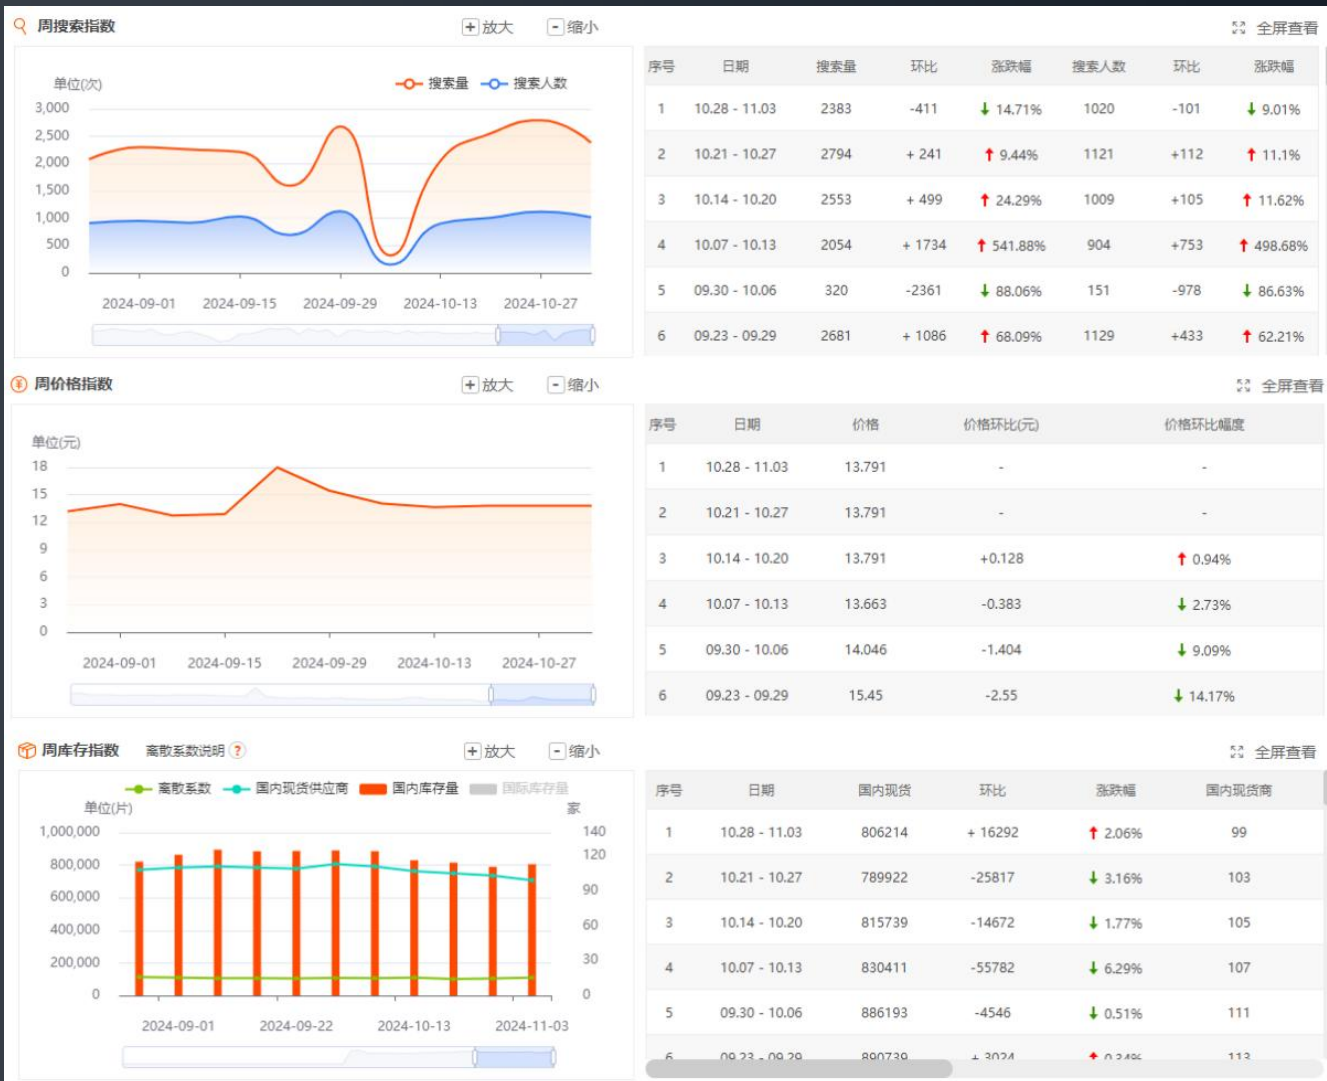 周搜索指数 + 放大 - 缩小 全屏查看
单位(次) 搜索量 搜索人数
3,000
2,500
2,000
1,500
1,000
500
0
2024-09-01 2024-09-15 2024-09-29 2024-10-13 2024-10-27
序号 日期 搜索量 环比 涨跌幅 搜索人数 环比 涨跌幅
1 10.28 - 11.03 2383 -411 ↓ 14.71% 1020 -101 ↓ 9.01%
2 10.21 - 10.27 2794 + 241 ↑ 9.44% 1121 +112 ↑ 11.1%
3 10.14 - 10.20 2553 + 499 ↑ 24.29% 1009 +105 ↑ 11.62%
4 10.07 - 10.13 2054 + 1734 ↑ 541.88% 904 +753 ↑ 498.68%
5 09.30 - 10.06 320 -2361 ↓ 88.06% 151 -978 ↓ 86.63%
6 09.23 - 09.29 2681 + 1086 ↑ 68.09% 1129 +433 ↑ 62.21%
¥ 周价格指数 + 放大 - 缩小 全屏查看
单位(元)
18
15
12
9
6
3
0
2024-09-01 2024-09-15 2024-09-29 2024-10-13 2024-10-27
序号 日期 价格 价格环比(元) 价格环比幅度
1 10.28 - 11.03 13.791 - -
2 10.21 - 10.27 13.791 - -
3 10.14 - 10.20 13.791 +0.128 ↑ 0.94%
4 10.07 - 10.13 13.663 -0.383 ↓ 2.73%
5 09.30 - 10.06 14.046 -1.404 ↓ 9.09%
6 09.23 - 09.29 15.45 -2.55 ↓ 14.17%
周库存指数 离散系数说明 ? + 放大 - 缩小 全屏查看
离散系数 国内现货供应商 国内库存量 国际库存量
单位(片) 家
1,000,000 140
800,000 120
600,000 90
400,000 60
200,000 30
0 0
2024-09-01 2024-09-22 2024-10-13 2024-11-03
序号 日期 国内现货 环比 涨跌幅 国内现货商
1 10.28 - 11.03 806214 + 16292 ↑ 2.06% 99
2 10.21 - 10.27 789922 -25817 ↓ 3.16% 103
3 10.14 - 10.20 815739 -14672 ↓ 1.77% 105
4 10.07 - 10.13 830411 -55782 ↓ 6.29% 107
5 09.30 - 10.06 886193 -4546 ↓ 0.51% 111
6 09.23 - 09.29 890739 + 3024 ↑ 0.34% 113